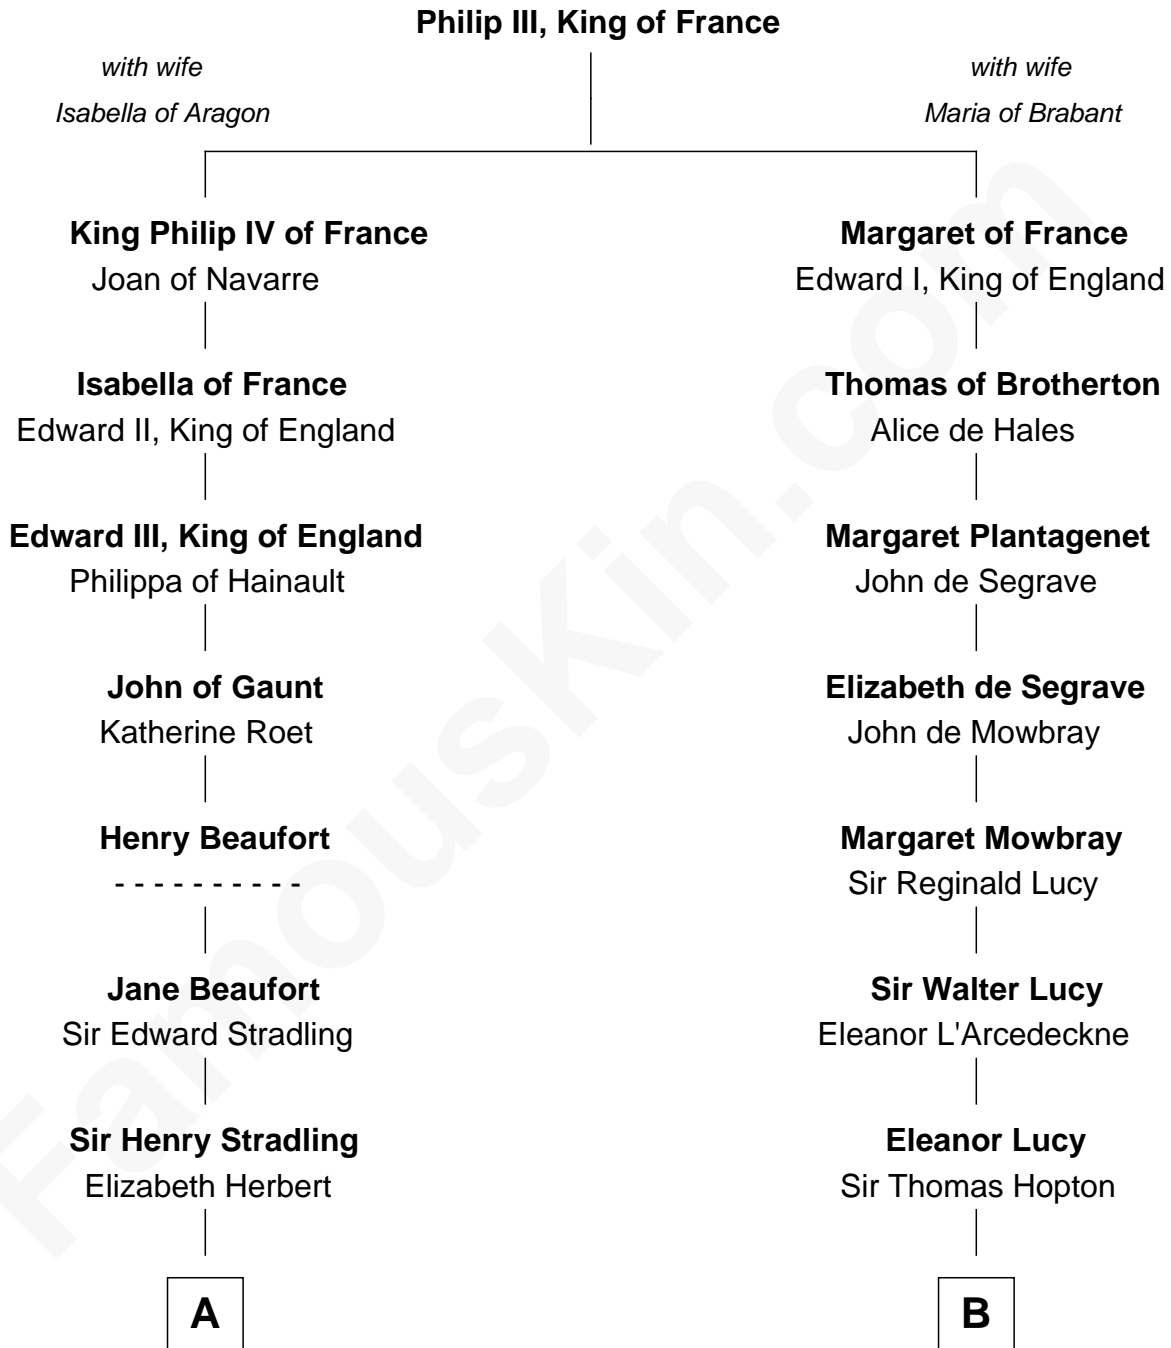 Philip III, King of France
with wife
Isabella of Aragon
with wife
Maria of Brabant
King Philip IV of France
Joan of Navarre
Margaret of France
Edward I, King of England
Isabella of France
Edward II, King of England
Thomas of Brotherton
Alice de Hales
Edward III, King of England
Philippa of Hainault
Margaret Plantagenet
John de Segrave
John of Gaunt
Katherine Roet
Elizabeth de Segrave
John de Mowbray
Henry Beaufort
- - - - - - - - - -
Margaret Mowbray
Sir Reginald Lucy
Jane Beaufort
Sir Edward Stradling
Sir Walter Lucy
Eleanor L'Arcedeckne
Sir Henry Stradling
Elizabeth Herbert
Eleanor Lucy
Sir Thomas Hopton
A
B
FamousKin.com